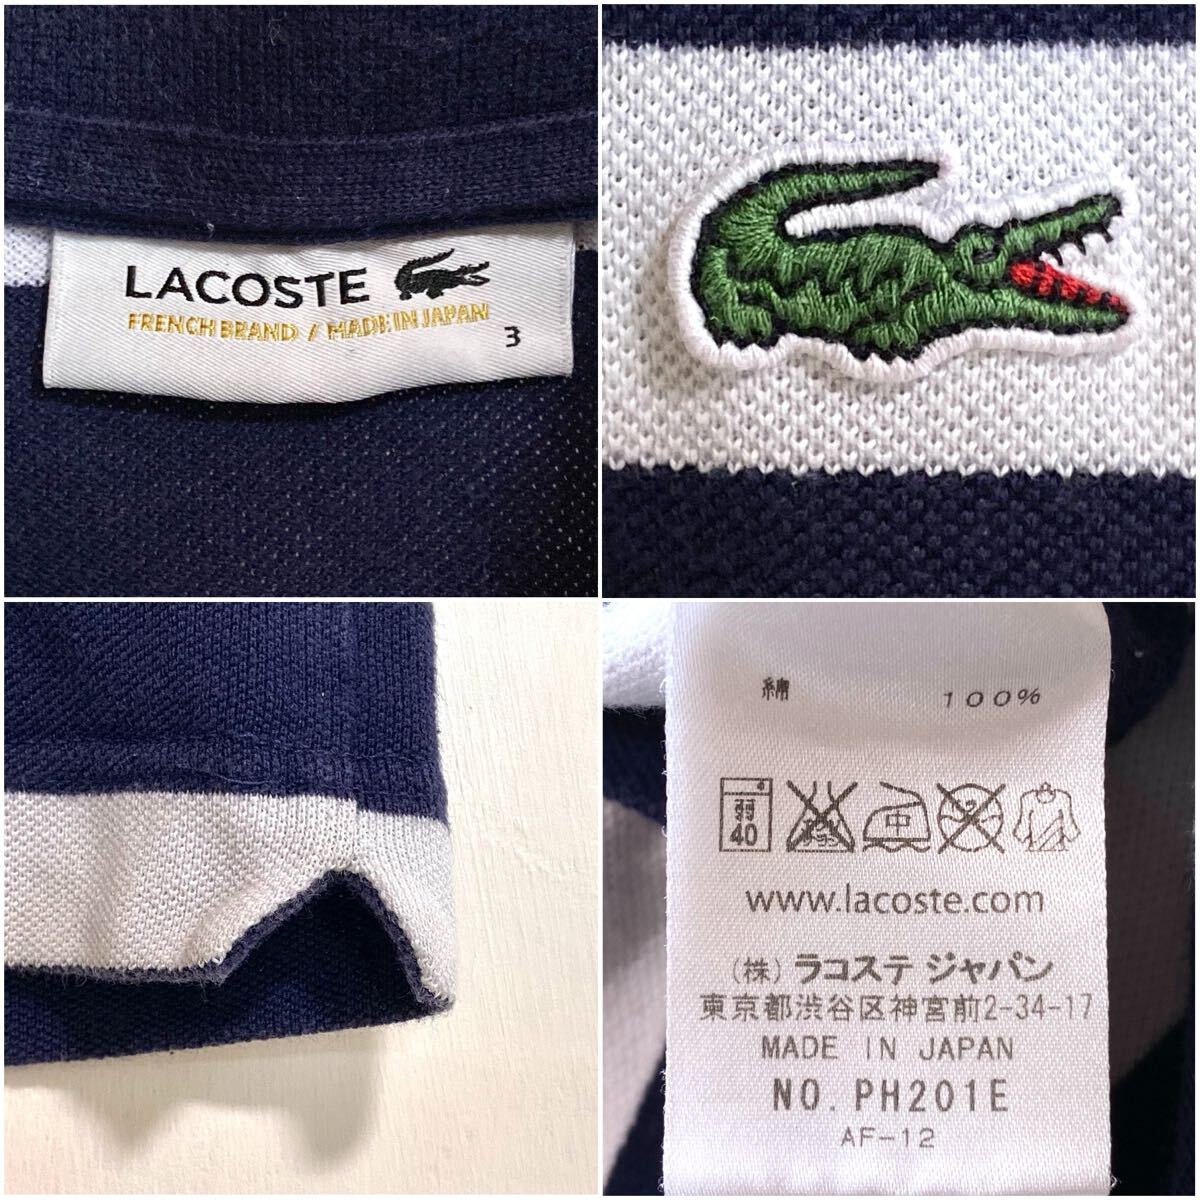 LACOSTE
FRENCH BRAND / MADE IN JAPAN
3
綿 100%
弱
40
中
www.lacoste.com
(株) ラコステ ジャパン
東京都渋谷区神宮前2-34-17
MADE IN JAPAN
NO. PH201E
AF-12